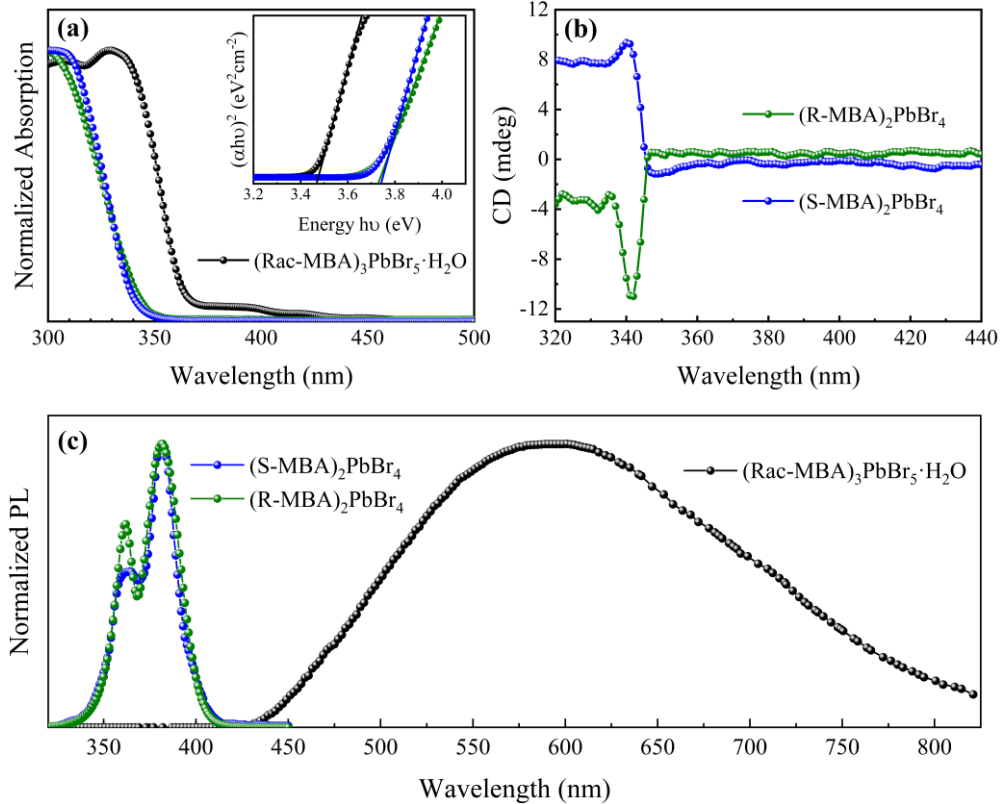 (a)
Normalized Absorption
(αhυ)² (eV²cm⁻²)
3.2 3.4 3.6 3.8 4.0
Energy hυ (eV)
(Rac-MBA)₃PbBr₅·H₂O
300 350 400 450 500
Wavelength (nm)
(b)
CD (mdeg)
12
8
4
0
-4
-8
-12
(R-MBA)₂PbBr₄
(S-MBA)₂PbBr₄
320 340 360 380 400 420 440
Wavelength (nm)
(c)
Normalized PL
(S-MBA)₂PbBr₄
(R-MBA)₂PbBr₄
(Rac-MBA)₃PbBr₅·H₂O
350 400 450 500 550 600 650 700 750 800
Wavelength (nm)